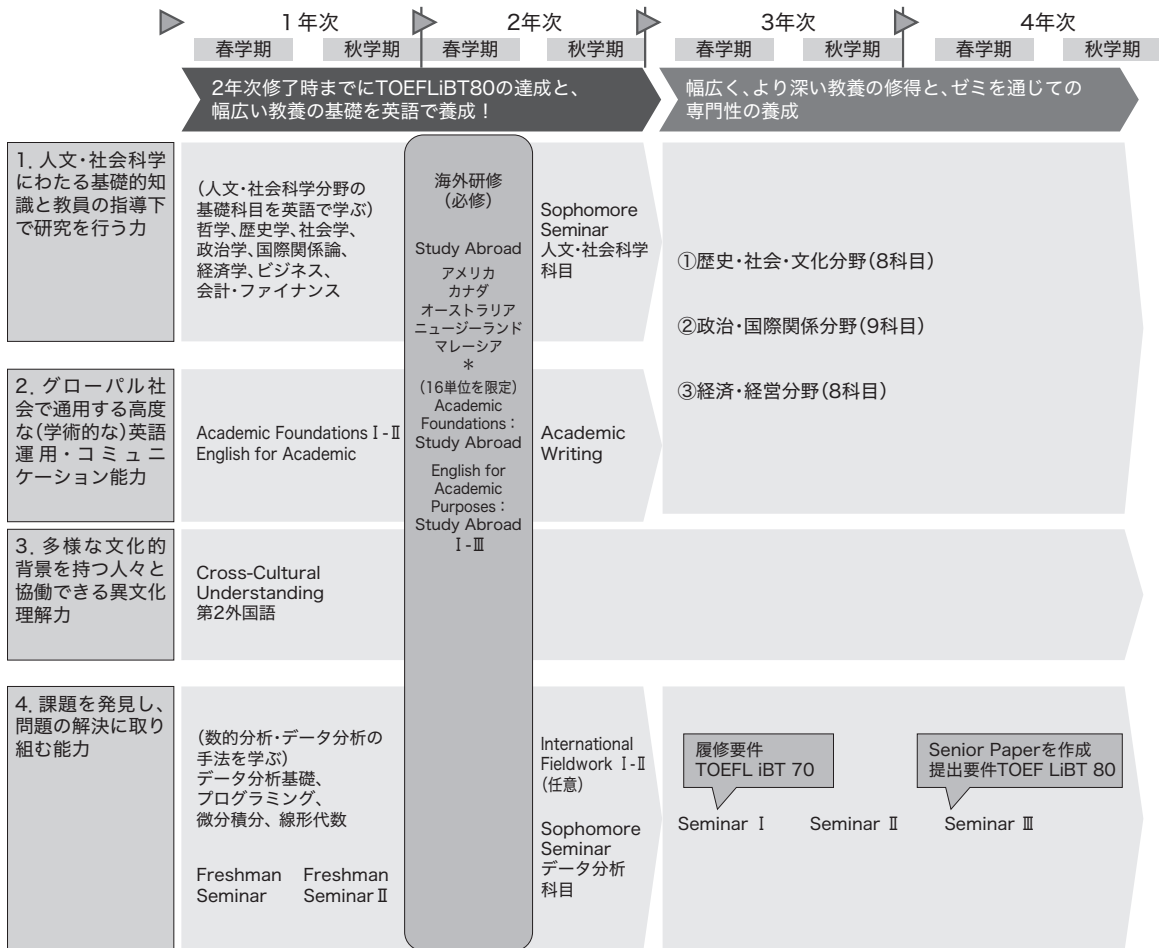 1年次
2年次
3年次
4年次
春学期
秋学期
春学期
秋学期
春学期
秋学期
春学期
秋学期
2年次修了時までにTOEFLiBT80の達成と、
幅広い教養の基礎を英語で養成！
幅広く、より深い教養の修得と、ゼミを通じての
専門性の養成
1. 人文・社会科学
にわたる基礎的知
識と教員の指導下
で研究を行う力
(人文・社会科学分野の
基礎科目を英語で学ぶ)
哲学、歴史学、社会学、
政治学、国際関係論、
経済学、ビジネス、
会計・ファイナンス
海外研修
(必修)
Study Abroad
アメリカ
カナダ
オーストラリア
ニュージーランド
マレーシア
＊
(16単位を限定)
Academic
Foundations：
Study Abroad
English for
Academic
Purposes：
Study Abroad
Ⅰ-Ⅲ
Sophomore
Seminar
人文・社会科学
科目
①歴史・社会・文化分野(8科目)
②政治・国際関係分野(9科目)
③経済・経営分野(8科目)
2. グローバル社
会で通用する高度
な(学術的な)英語
運用・コミュニ
ケーション能力
Academic Foundations Ⅰ-Ⅱ
English for Academic
Academic
Writing
3. 多様な文化的
背景を持つ人々と
協働できる異文化
理解力
Cross-Cultural
Understanding
第2外国語
4. 課題を発見し、
問題の解決に取り
組む能力
(数的分析・データ分析の
手法を学ぶ)
データ分析基礎、
プログラミング、
微分積分、線形代数
Freshman
Seminar
Freshman
Seminar Ⅱ
International
Fieldwork Ⅰ-Ⅱ
(任意)
Sophomore
Seminar
データ分析
科目
履修要件
TOEFL iBT 70
Senior Paperを作成
提出要件TOEF LiBT 80
Seminar Ⅰ
Seminar Ⅱ
Seminar Ⅲ